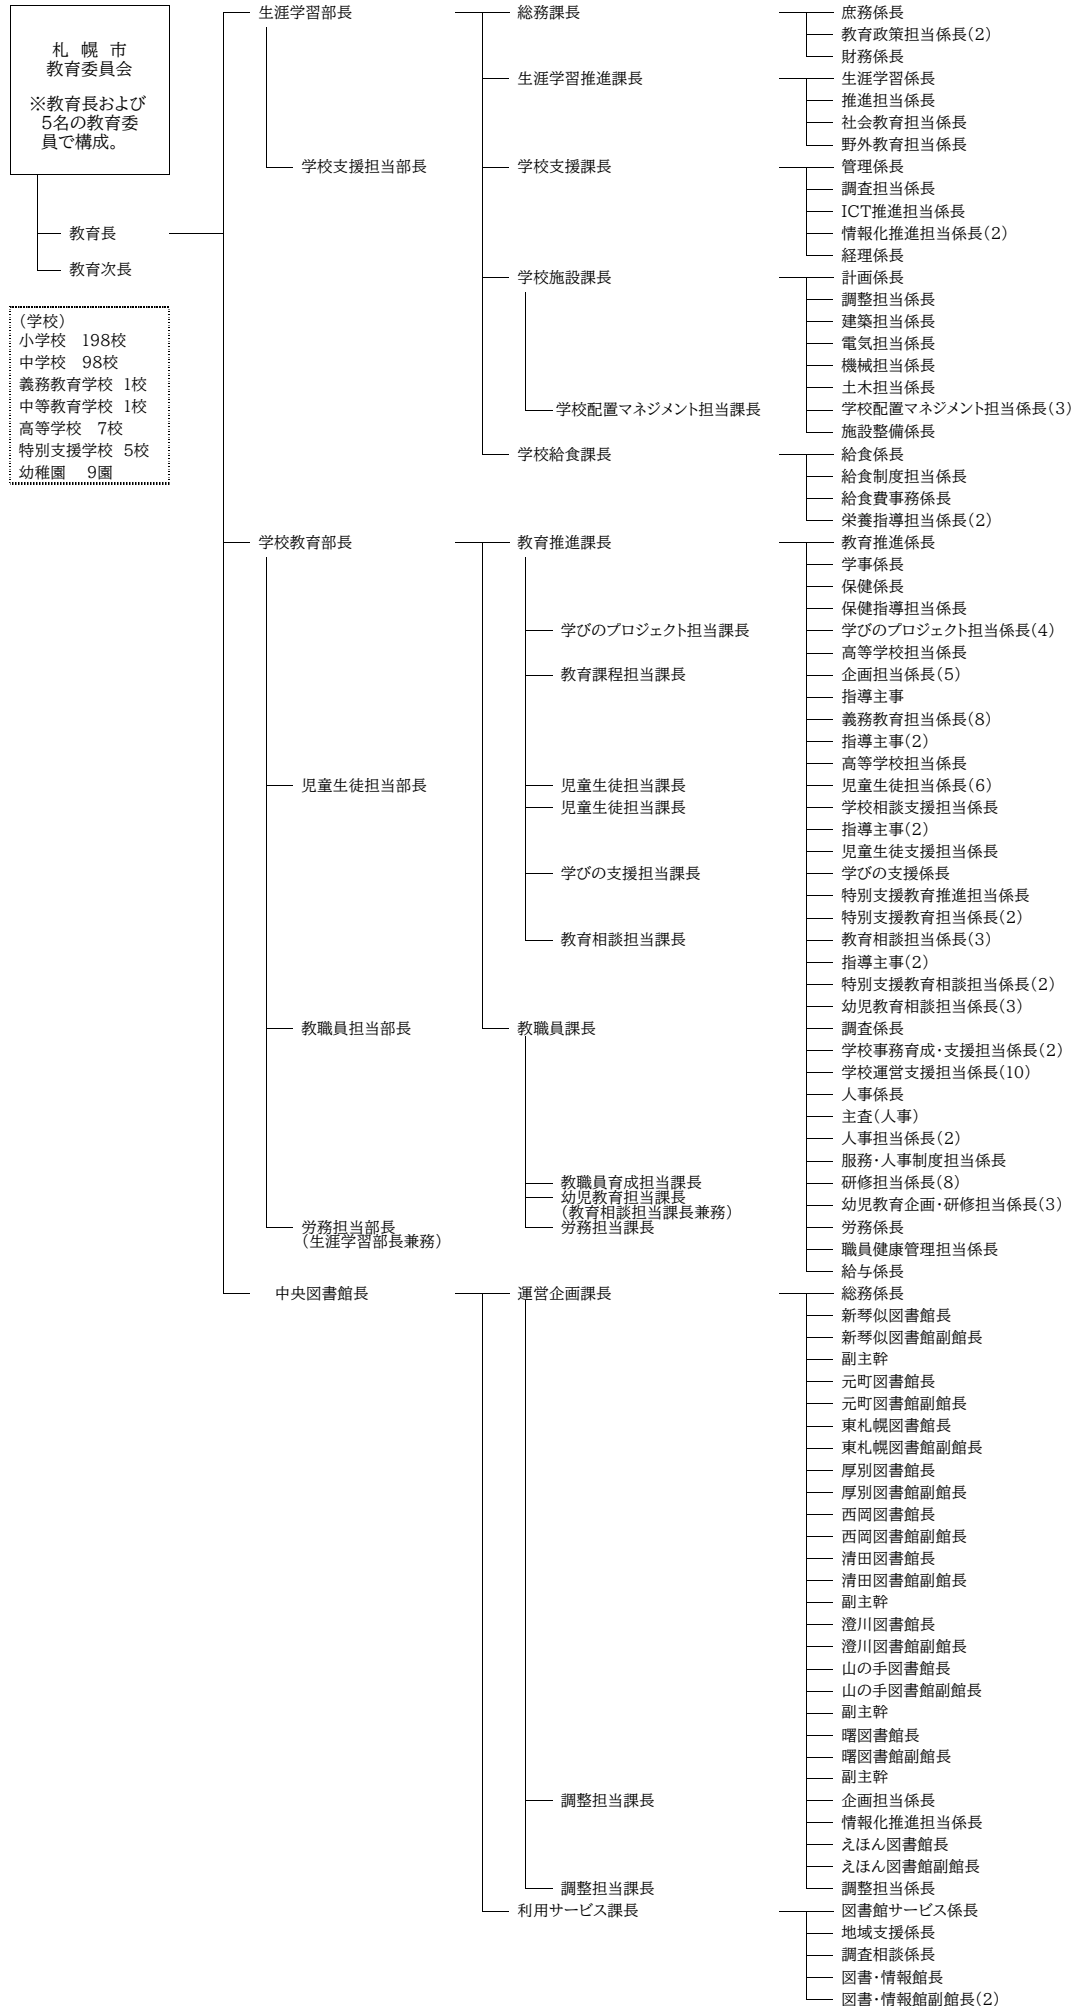 札幌市
教育委員会
※教育長および
5名の教育委
員で構成。
教育長
教育次長
(学校)
小学校 198校
中学校 98校
義務教育学校 1校
中等教育学校 1校
高等学校 7校
特別支援学校 5校
幼稚園 9園
生涯学習部長
学校支援担当部長
総務課長
庶務係長
教育政策担当係長(2)
財務係長
生涯学習推進課長
生涯学習係長
推進担当係長
社会教育担当係長
野外教育担当係長
学校支援課長
管理係長
調査担当係長
ICT推進担当係長
情報化推進担当係長(2)
経理係長
学校施設課長
学校配置マネジメント担当課長
計画係長
調整担当係長
建築担当係長
電気担当係長
機械担当係長
土木担当係長
学校配置マネジメント担当係長(3)
施設整備係長
学校給食課長
給食係長
給食制度担当係長
給食費事務係長
栄養指導担当係長(2)
学校教育部長
児童生徒担当部長
教職員担当部長
労務担当部長
(生涯学習部長兼務)
教育推進課長
学びのプロジェクト担当課長
教育課程担当課長
児童生徒担当課長
児童生徒担当課長
学びの支援担当課長
教育相談担当課長
教職員課長
教職員育成担当課長
幼児教育担当課長
(教育相談担当課長兼務)
労務担当課長
教育推進係長
学事係長
保健係長
保健指導担当係長
学びのプロジェクト担当係長(4)
高等学校担当係長
企画担当係長(5)
指導主事
義務教育担当係長(8)
指導主事(2)
高等学校担当係長
児童生徒担当係長(6)
学校相談支援担当係長
指導主事(2)
児童生徒支援担当係長
学びの支援係長
特別支援教育推進担当係長
特別支援教育担当係長(2)
教育相談担当係長(3)
指導主事(2)
特別支援教育相談担当係長(2)
幼児教育相談担当係長(3)
調査係長
学校事務育成・支援担当係長(2)
学校運営支援担当係長(10)
人事係長
主査(人事)
人事担当係長(2)
服務・人事制度担当係長
研修担当係長(8)
幼児教育企画・研修担当係長(3)
労務係長
職員健康管理担当係長
給与係長
中央図書館長
運営企画課長
調整担当課長
調整担当課長
総務係長
新琴似図書館長
新琴似図書館副館長
副主幹
元町図書館長
元町図書館副館長
東札幌図書館長
東札幌図書館副館長
厚別図書館長
厚別図書館副館長
西岡図書館長
西岡図書館副館長
清田図書館長
清田図書館副館長
副主幹
澄川図書館長
澄川図書館副館長
山の手図書館長
山の手図書館副館長
副主幹
曙図書館長
曙図書館副館長
副主幹
企画担当係長
情報化推進担当係長
えほん図書館長
えほん図書館副館長
調整担当係長
利用サービス課長
図書館サービス係長
地域支援係長
調査相談係長
図書・情報館長
図書・情報館副館長(2)